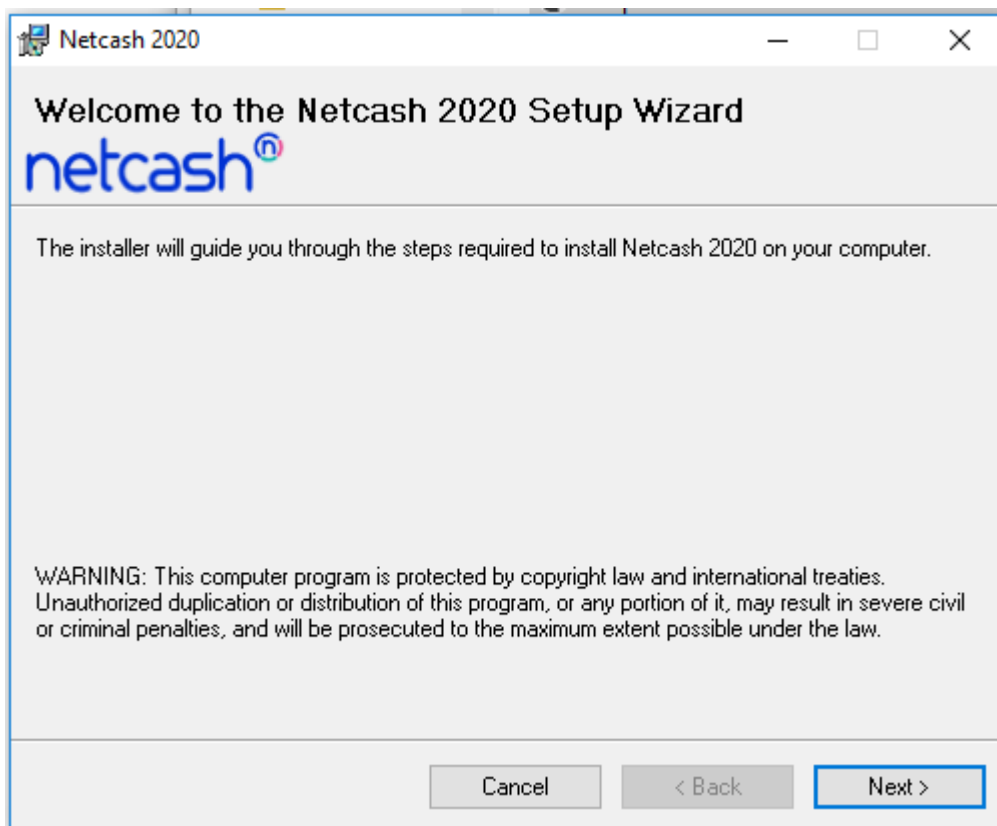 Netcash 2020
Welcome to the Netcash 2020 Setup Wizard
netcash n
The installer will guide you through the steps required to install Netcash 2020 on your computer.
WARNING: This computer program is protected by copyright law and international treaties.
Unauthorized duplication or distribution of this program, or any portion of it, may result in severe civil
or criminal penalties, and will be prosecuted to the maximum extent possible under the law.
Cancel < Back Next >